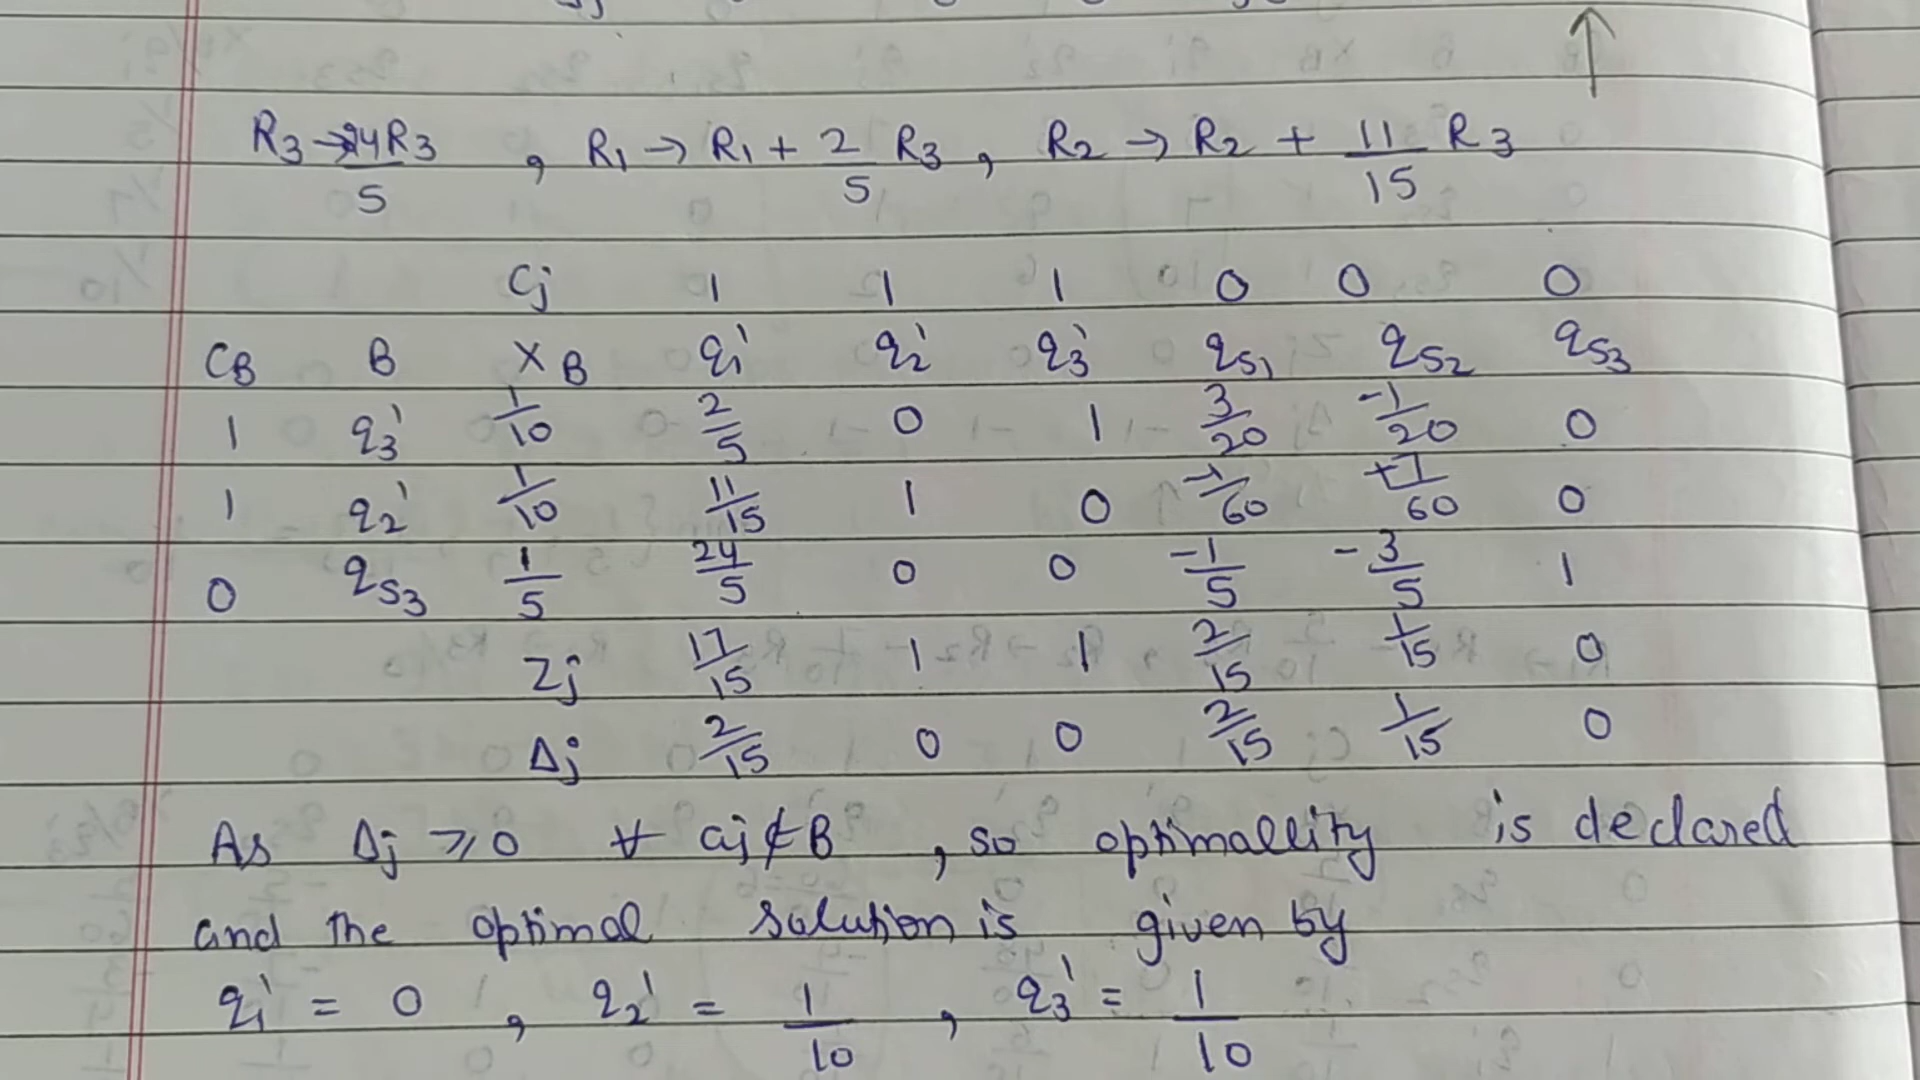 R3 → 24R3/5 , R1 → R1 + 2/5 R3 , R2 → R2 + 11/15 R3
Cj 1 1 1 0 0 0
CB B XB q1' q2' q3' qS1 qS2 qS3
1 q3' 1/10 2/5 0 1 3/20 -1/20 0
1 q2' 1/10 11/15 1 0 -1/60 +7/60 0
0 qS3 1/5 24/5 0 0 -1/5 -3/5 1
Zj 17/15 1 1 2/15 1/15 0
Δj 2/15 0 0 2/15 1/15 0
As Δj ≥ 0 ∀ aj ∉ B , so optimallity is declared
and the optimal solution is given by
q1' = 0 , q2' = 1/10 , q3' = 1/10